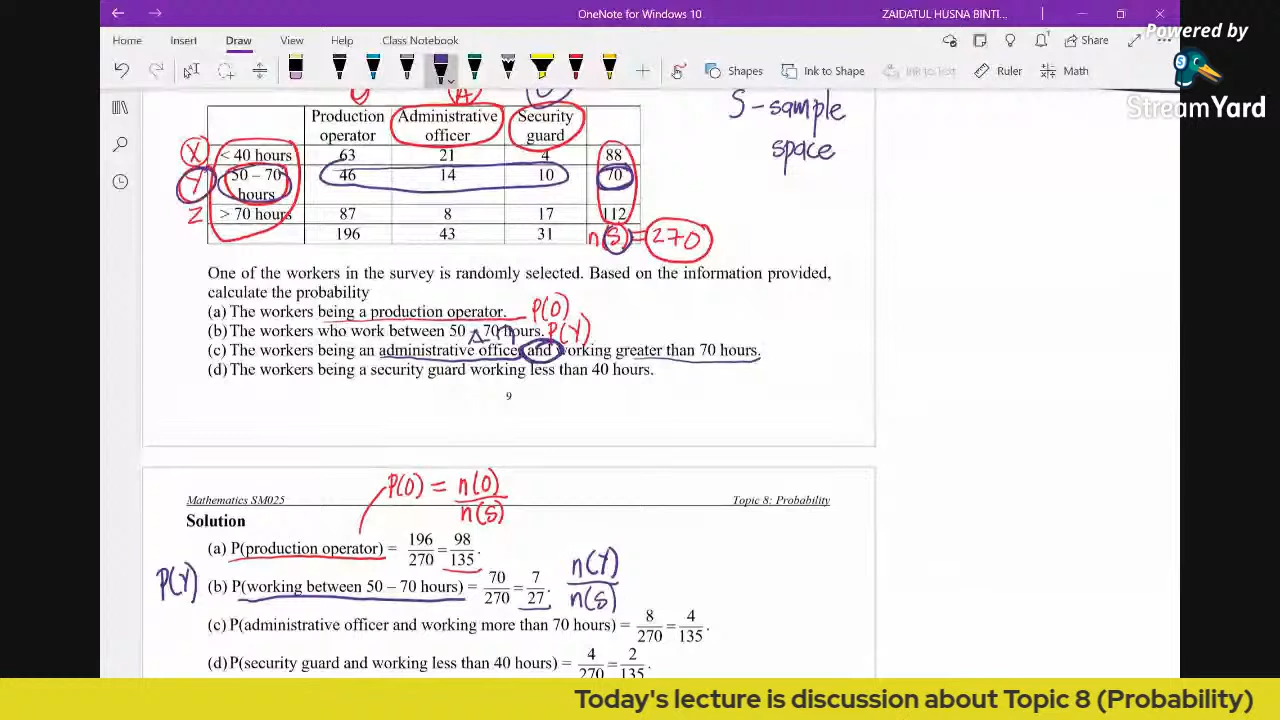 OneNote for Windows 10
ZAIDATUL HUSNA BINTI...
Powered by
StreamYard
Home Insert Draw View Help Class Notebook Share
Shapes Ink to Shape Ink to Text Ruler Math
(A)
S - sample
space
Production operator Administrative officer Security guard
X < 40 hours 63 21 4 88
Y 50 – 70 hours 46 14 10 70
Z > 70 hours 87 8 17 112
196 43 31 n(S) = 270
One of the workers in the survey is randomly selected. Based on the information provided,
calculate the probability
(a) The workers being a production operator. P(O)
(b) The workers who work between 50 – 70 hours. P(Y)
A ∩
(c) The workers being an administrative officer and working greater than 70 hours.
(d) The workers being a security guard working less than 40 hours.
9
P(O) = n(O)/n(S)
Mathematics SM025 Topic 8: Probability
Solution
(a) P(production operator) = 196/270 = 98/135.
P(Y) (b) P(working between 50 – 70 hours) = 70/270 = 7/27. n(Y)/n(S)
(c) P(administrative officer and working more than 70 hours) = 8/270 = 4/135.
(d) P(security guard and working less than 40 hours) = 4/270 = 2/135.
Today's lecture is discussion about Topic 8 (Probability)